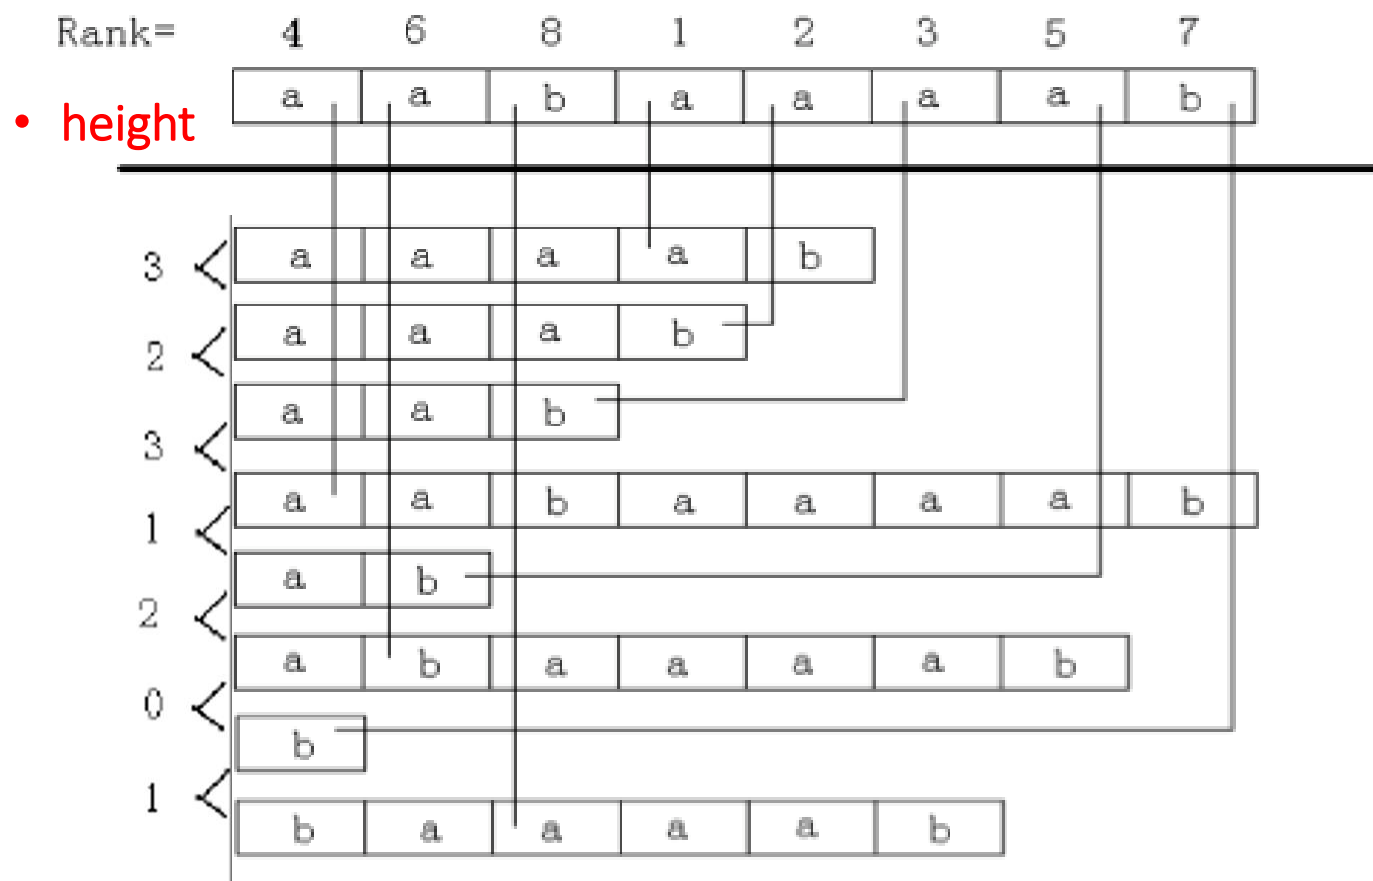 Rank= 4 6 8 1 2 3 5 7
a a b a a a a b
• height
a a a a b
3
a a a b
2
a a b
3
a a b a a a a b
1
a b
2
a b a a a a b
0
b
1
b a a a a b